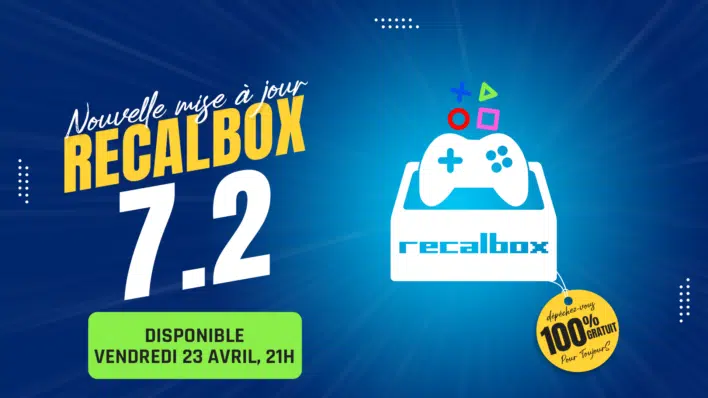 Nouvelle mise à jour
RECALBOX
7.2
DISPONIBLE
VENDREDI 23 AVRIL, 21H
recalbox
dépêchez-vous
100%
GRATUIT
Pour Toujours